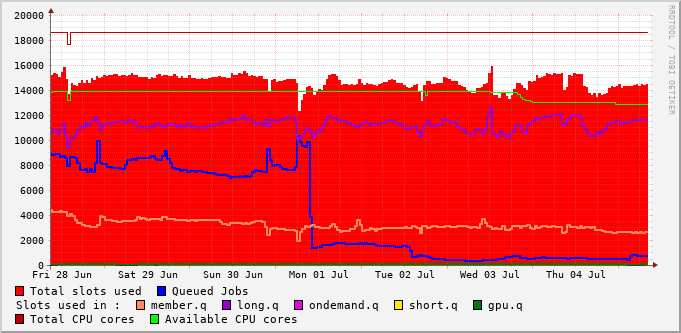 20000
18000
16000
14000
12000
10000
8000
6000
4000
2000
0
Fri 28 Jun Sat 29 Jun Sun 30 Jun Mon 01 Jul Tue 02 Jul Wed 03 Jul Thu 04 Jul
Total slots used Queued Jobs
Slots used in : member.q long.q ondemand.q short.q gpu.q
Total CPU cores Available CPU cores
RRDTOOL / TOBI OETIKER